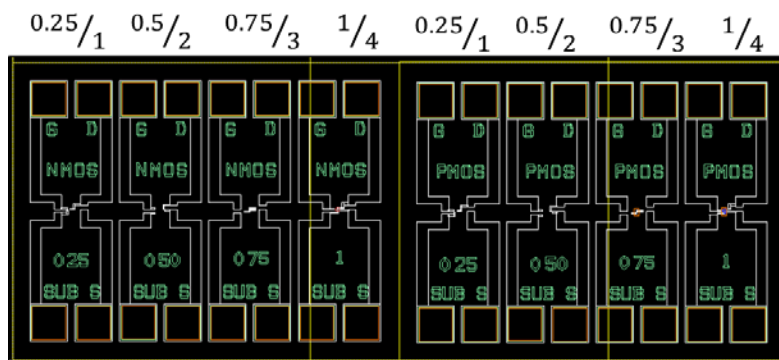 0.25/1 0.5/2 0.75/3 1/4 0.25/1 0.5/2 0.75/3 1/4
G D G D G D G D G D G D G D G D
NMOS NMOS NMOS NMOS PMOS PMOS PMOS PMOS
025 050 075 1 025 050 075 1
SUB S SUB S SUB S SUB S SUB S SUB S SUB S SUB S